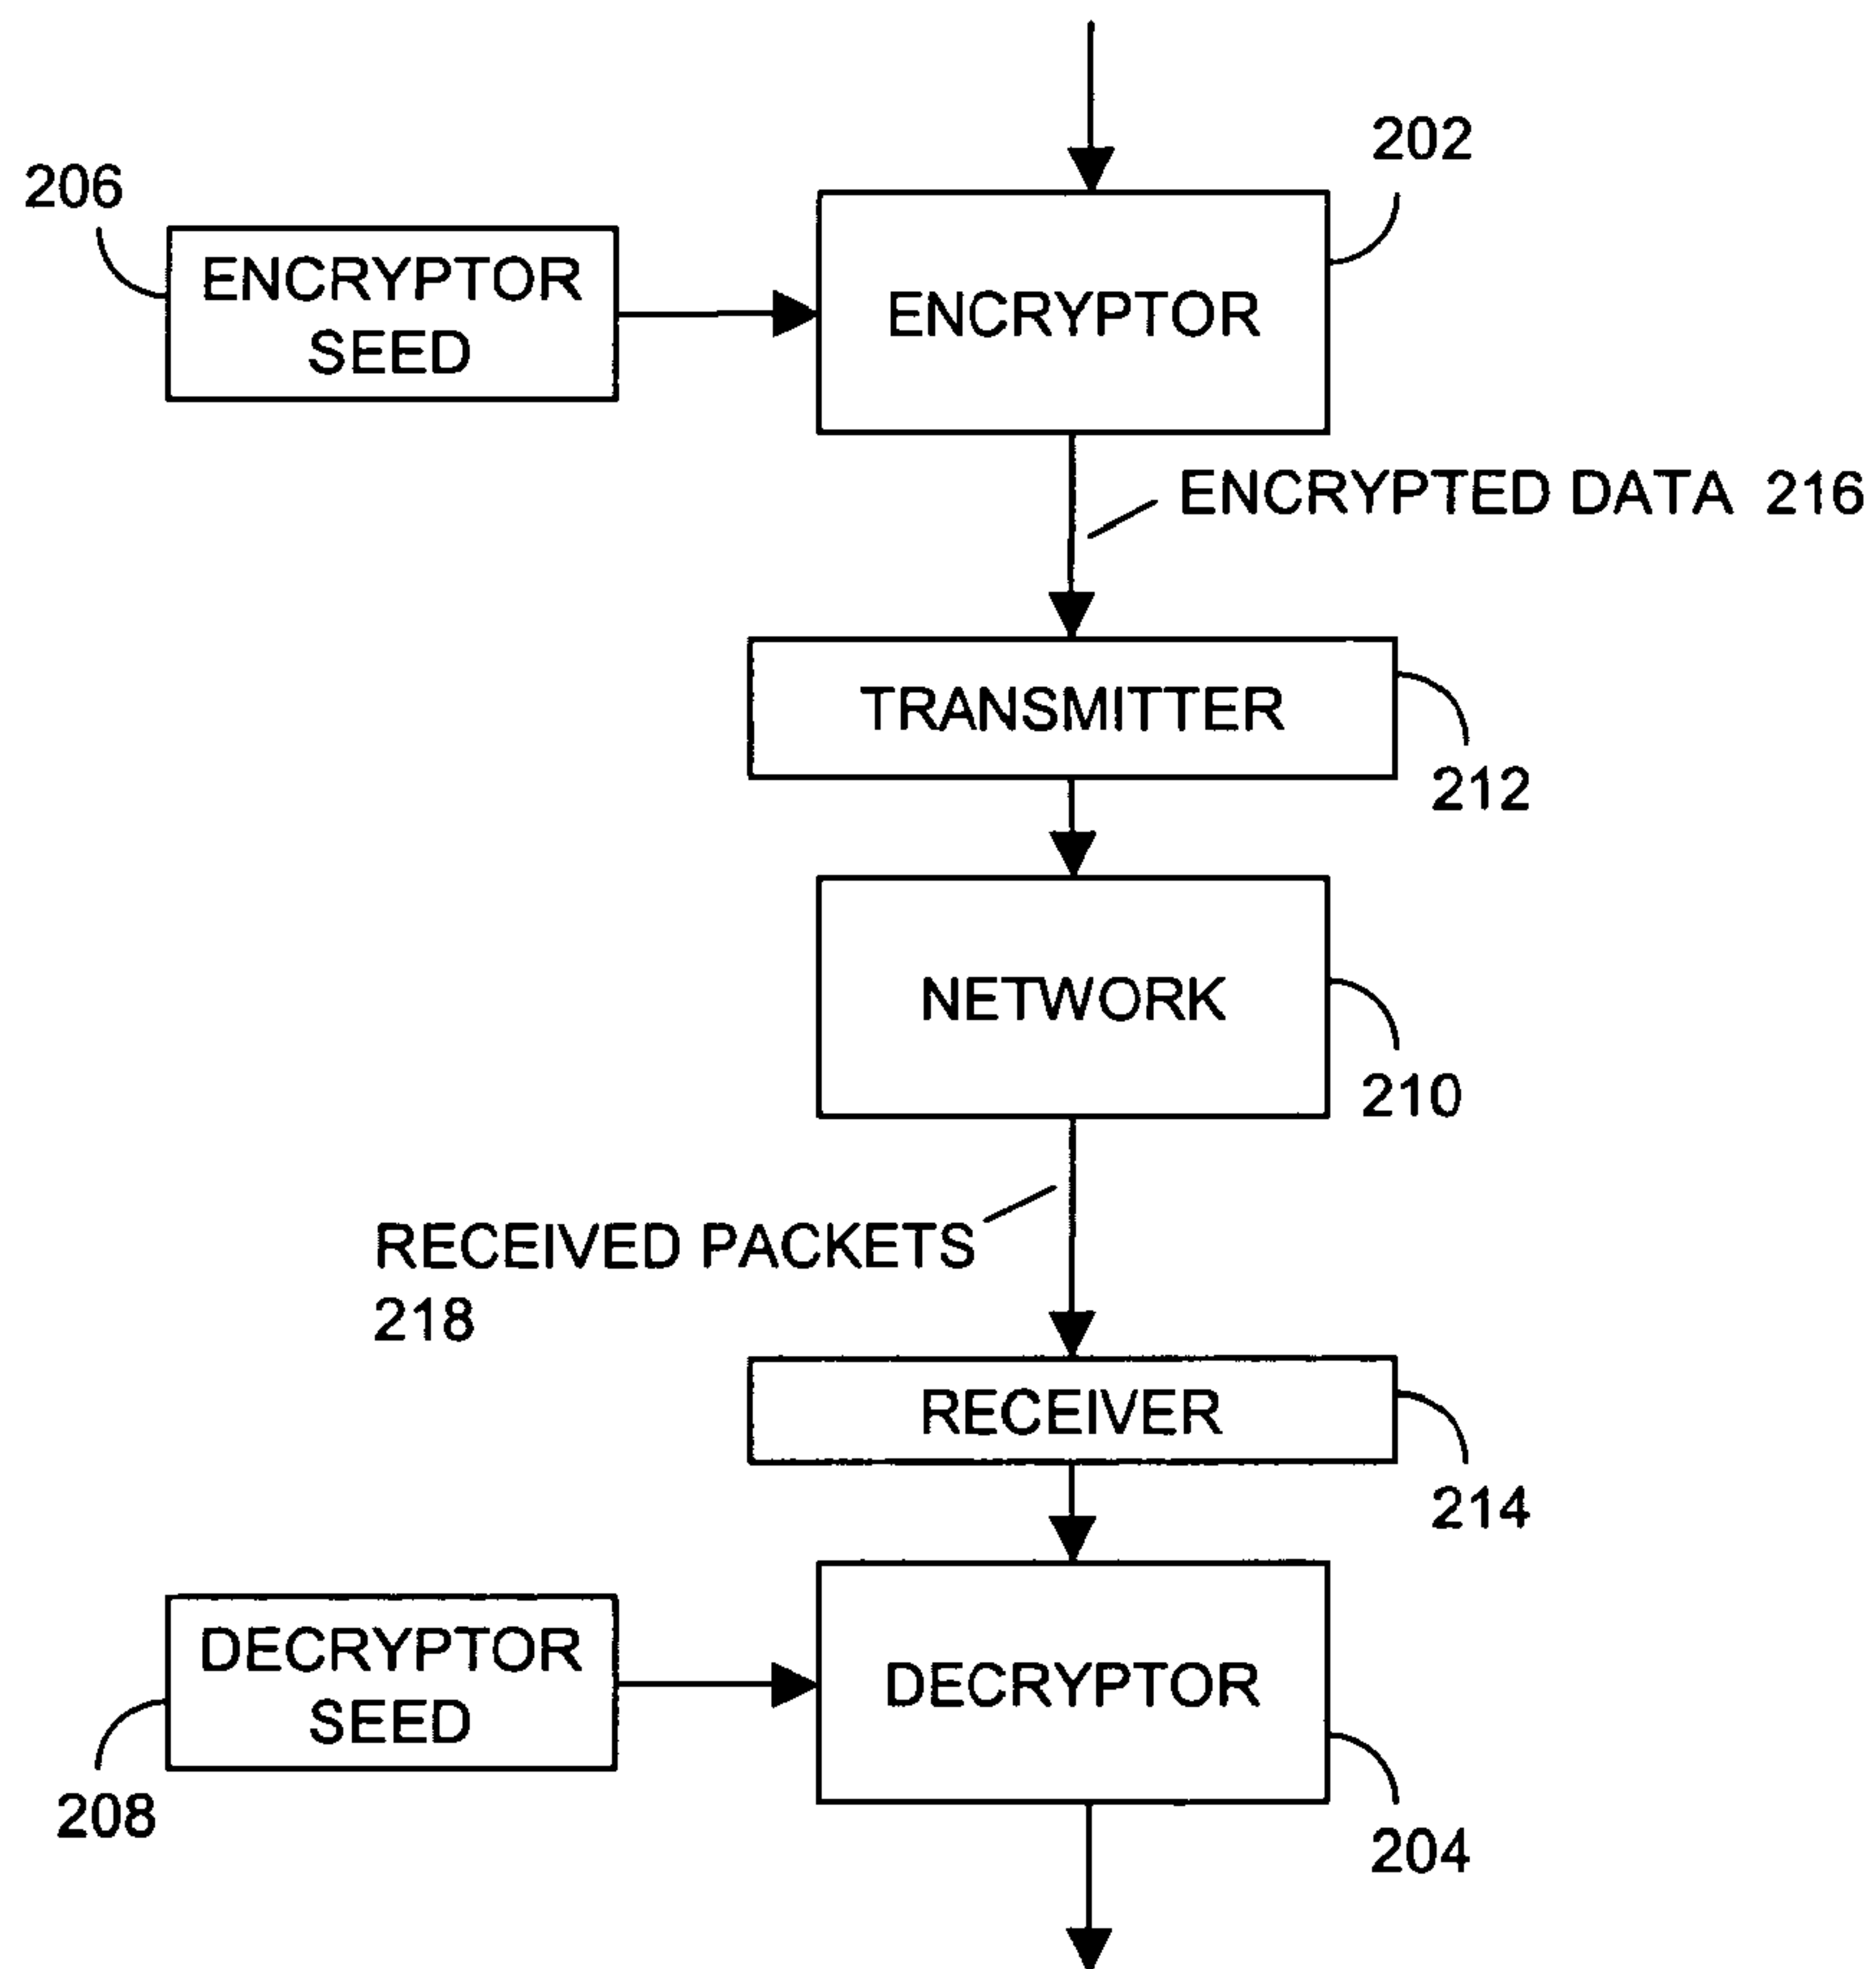 202
206
ENCRYPTOR
SEED
ENCRYPTOR
ENCRYPTED DATA 216
TRANSMITTER
212
NETWORK
210
RECEIVED PACKETS
218
RECEIVER
214
DECRYPTOR
SEED
DECRYPTOR
208
204